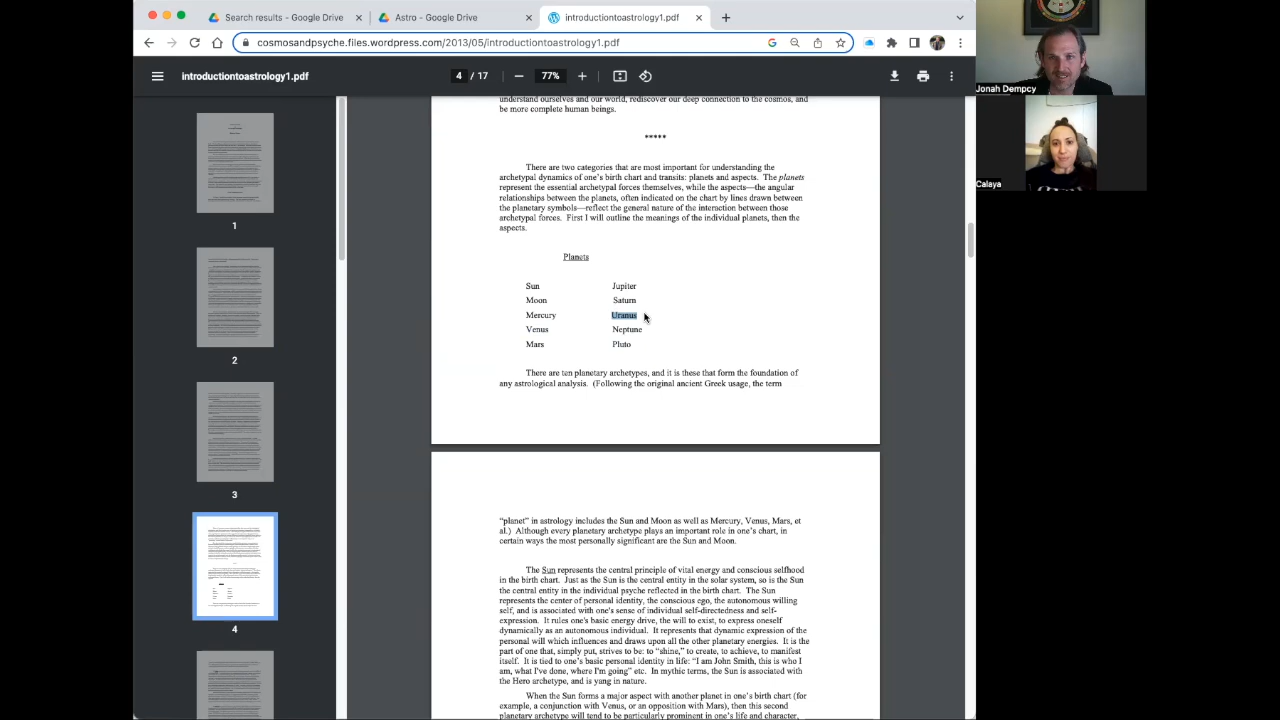 Search results - Google Drive
Astro - Google Drive
introductiontoastrology1.pdf
cosmosandpsyche.files.wordpress.com/2013/05/introductiontoastrology1.pdf
introductiontoastrology1
4 / 17
77%
Jonah Dempcy
Calaya
1
2
3
4
understand ourselves and our world, rediscover our deep connection to the cosmos, and
be more complete human beings.
*****
There are two categories that are most important for understanding the
archetypal dynamics of one's birth chart and transits: planets and aspects. The planets
represent the essential archetypal forces themselves, while the aspects—the angular
relationships between the planets, often indicated on the chart by lines drawn between
the planetary symbols—reflect the general nature of the interaction between those
archetypal forces. First I will outline the meanings of the individual planets, then the
aspects.
Planets
Sun Jupiter
Moon Saturn
Mercury Uranus
Venus Neptune
Mars Pluto
There are ten planetary archetypes, and it is these that form the foundation of
any astrological analysis. (Following the original ancient Greek usage, the term
“planet” in astrology includes the Sun and Moon as well as Mercury, Venus, Mars, et
al.) Although every planetary archetype plays an important role in one's chart, in
certain ways the most personally significant are the Sun and Moon.
The Sun represents the central principle of vital energy and conscious selfhood
in the birth chart. Just as the Sun is the central entity in the solar system, so is the Sun
the central entity in the individual psyche reflected in the birth chart. The Sun
represents the center of personal identity, the conscious ego, the autonomous willing
self, and is associated with one's sense of individual self-directedness and self-
expression. It rules one's basic energy drive, the will to exist, to express oneself
dynamically as an autonomous individual. It represents that dynamic expression of the
personal will which influences and draws upon all the other planetary energies. It is the
part of one that, simply put, strives to be: to “shine,” to create, to achieve, to manifest
itself. It is tied to one's basic personal identity in life: “I am John Smith, this is who I
am, what I've done, where I'm going” etc. In mythic terms, the Sun is associated with
the Hero archetype, and is yang in nature.
When the Sun forms a major aspect with another planet in one's birth chart (for
example, a conjunction with Venus, or an opposition with Mars), then this second
planetary archetype will tend to be particularly prominent in one's life and character,